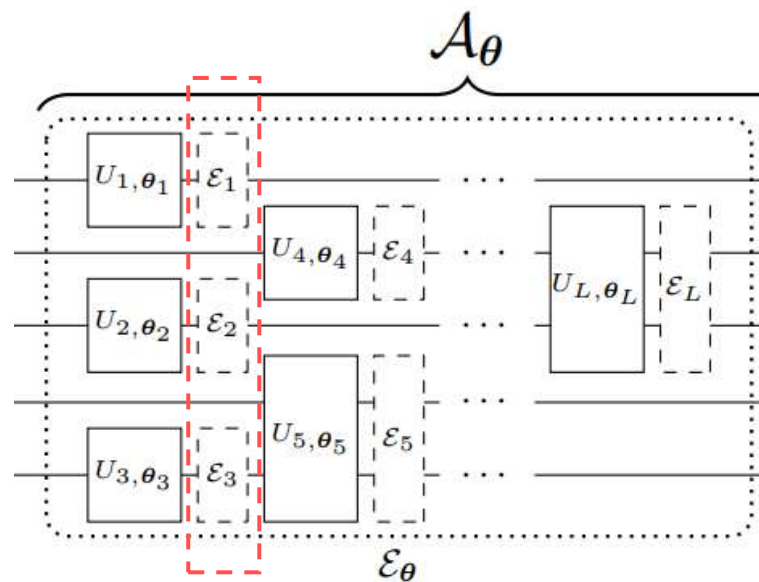 𝒜_θ
U_{1,θ_1} ℰ_1
U_{4,θ_4} ℰ_4 · · · U_{L,θ_L} ℰ_L
U_{2,θ_2} ℰ_2
U_{3,θ_3} ℰ_3 U_{5,θ_5} ℰ_5
ℰ_θ